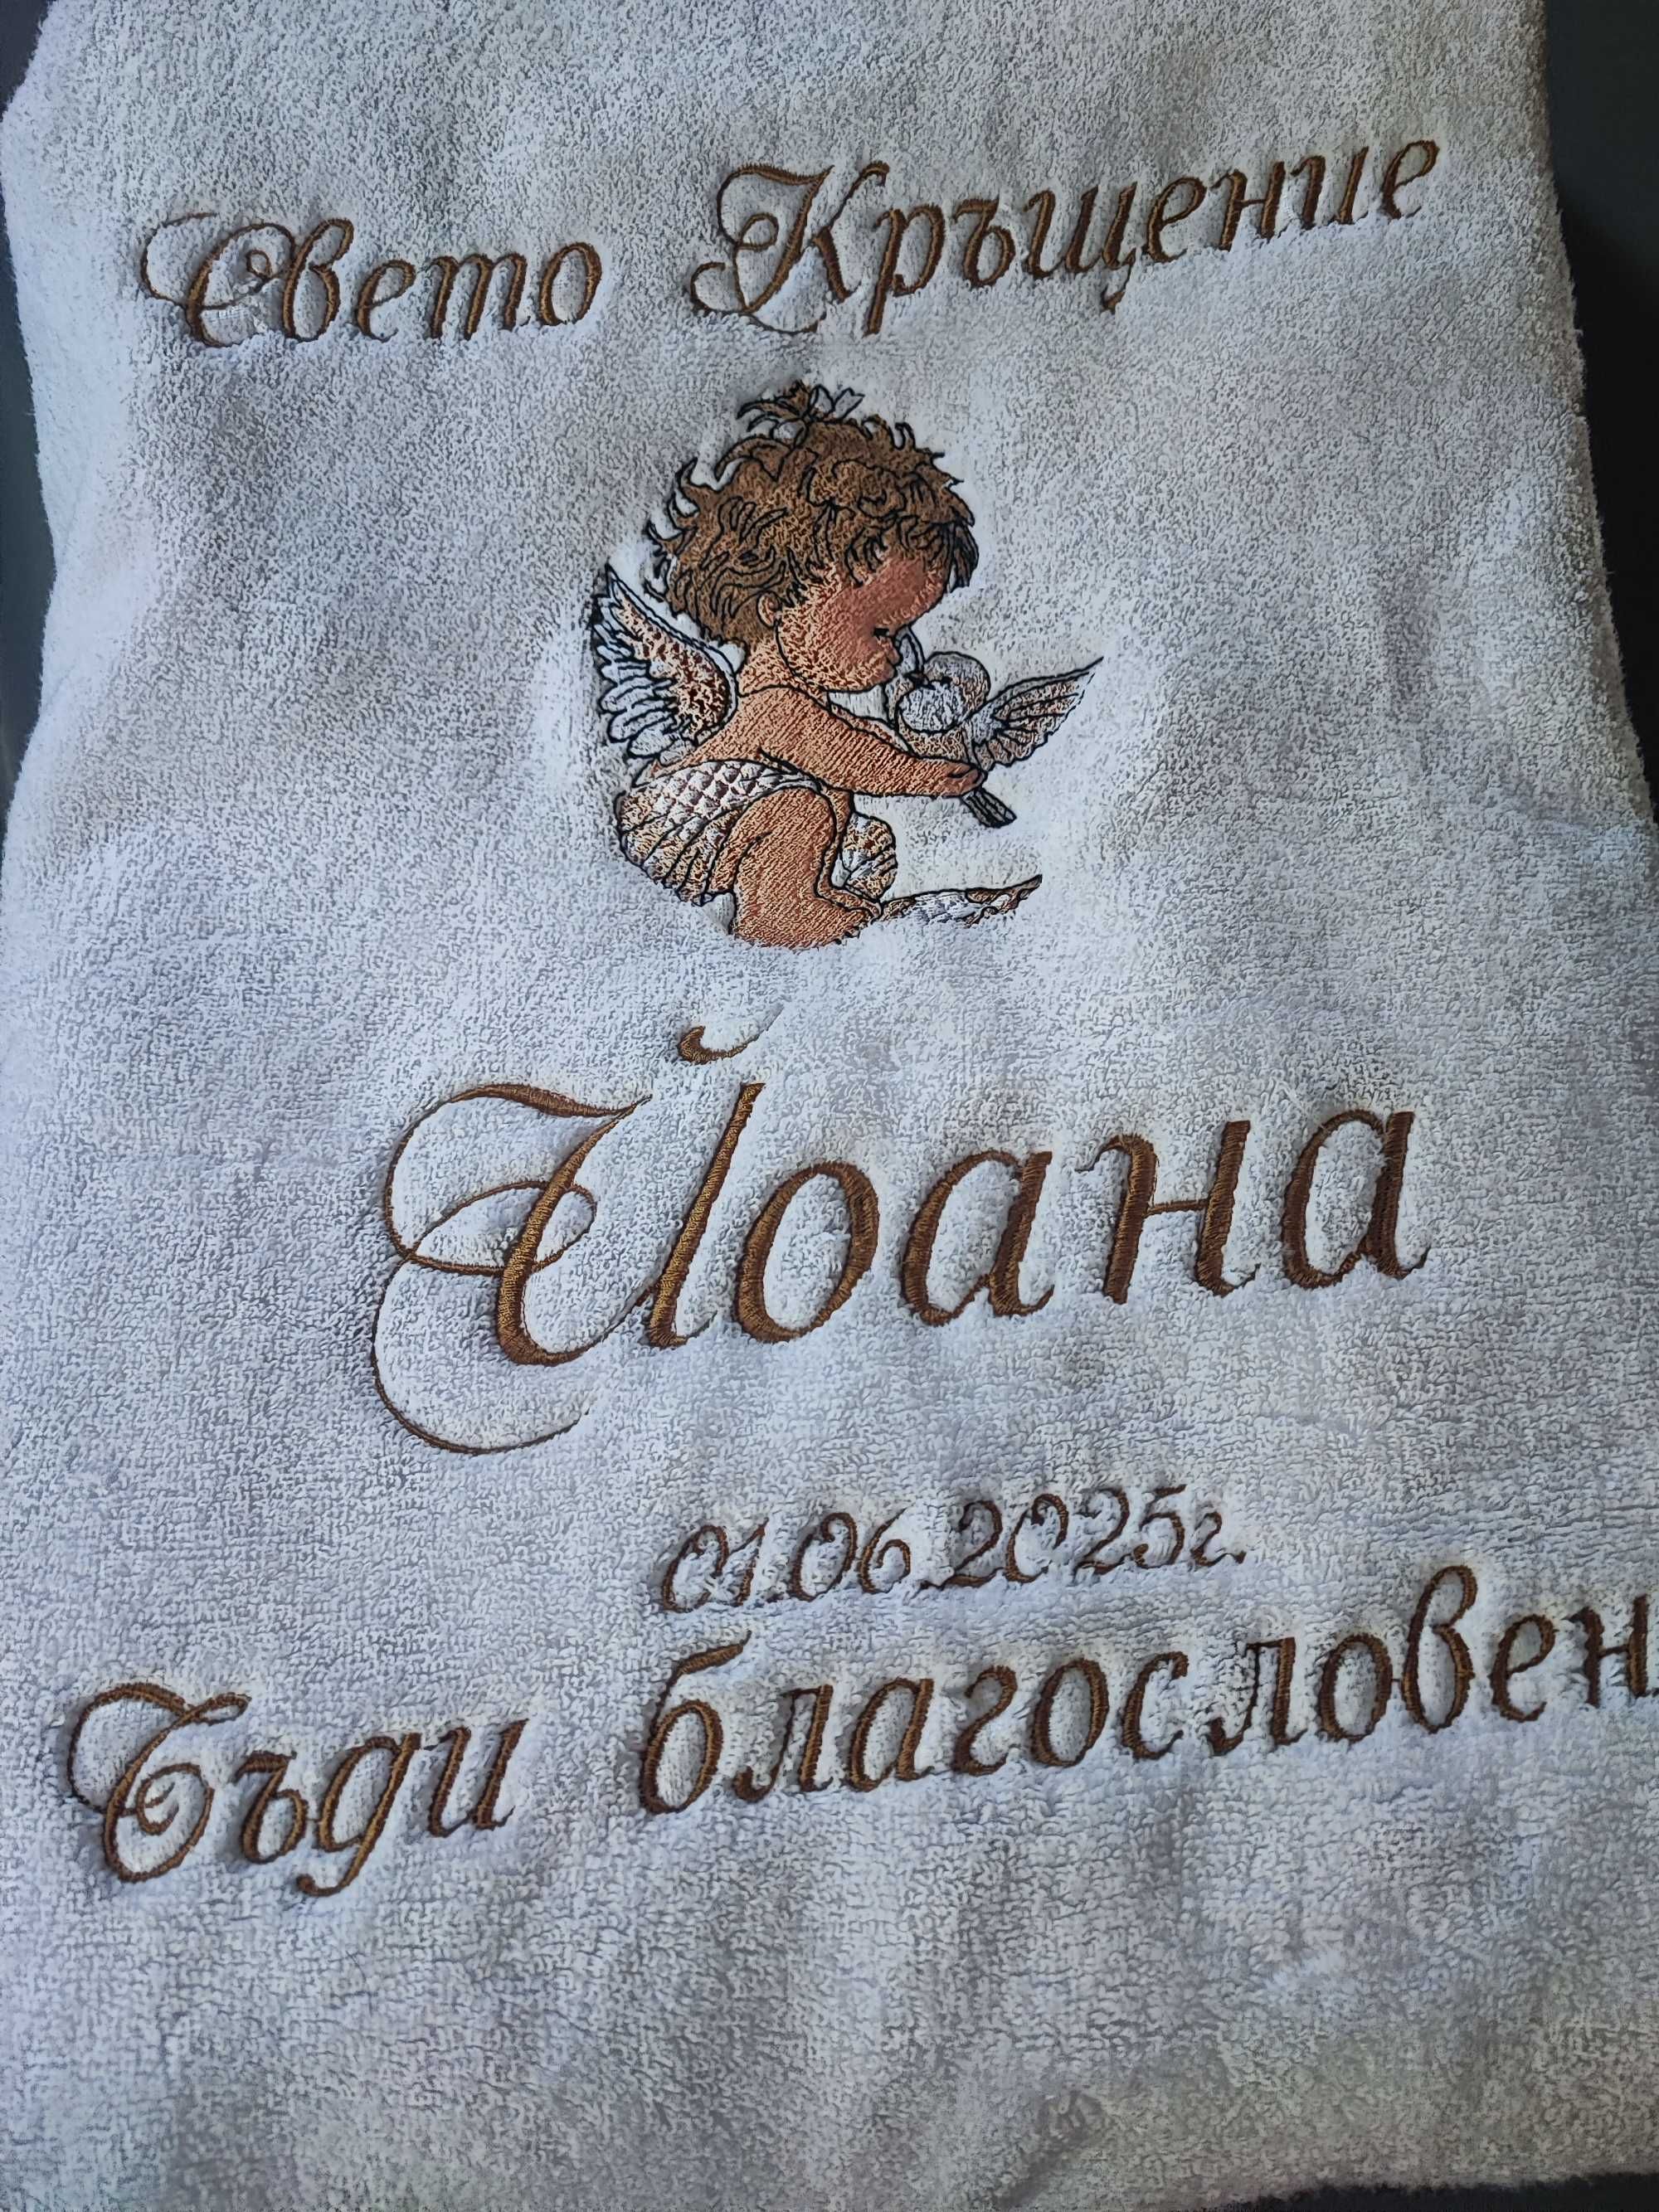 Свето Кръщение
Йоана
01.06.2025г.
Бъди благословен